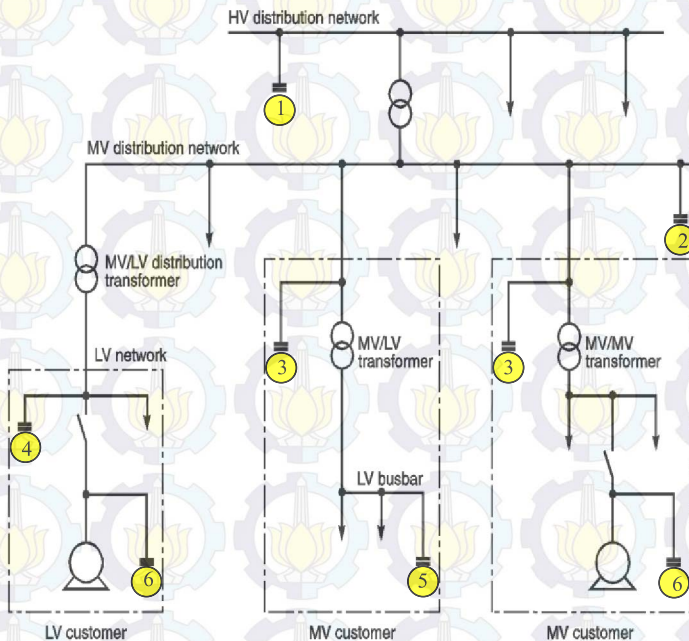 HV distribution network
1
MV distribution network
2
MV/LV distribution
transformer
LV network
3
MV/LV
transformer
3
MV/MV
transformer
4
LV busbar
6
5
6
LV customer
MV customer
MV customer